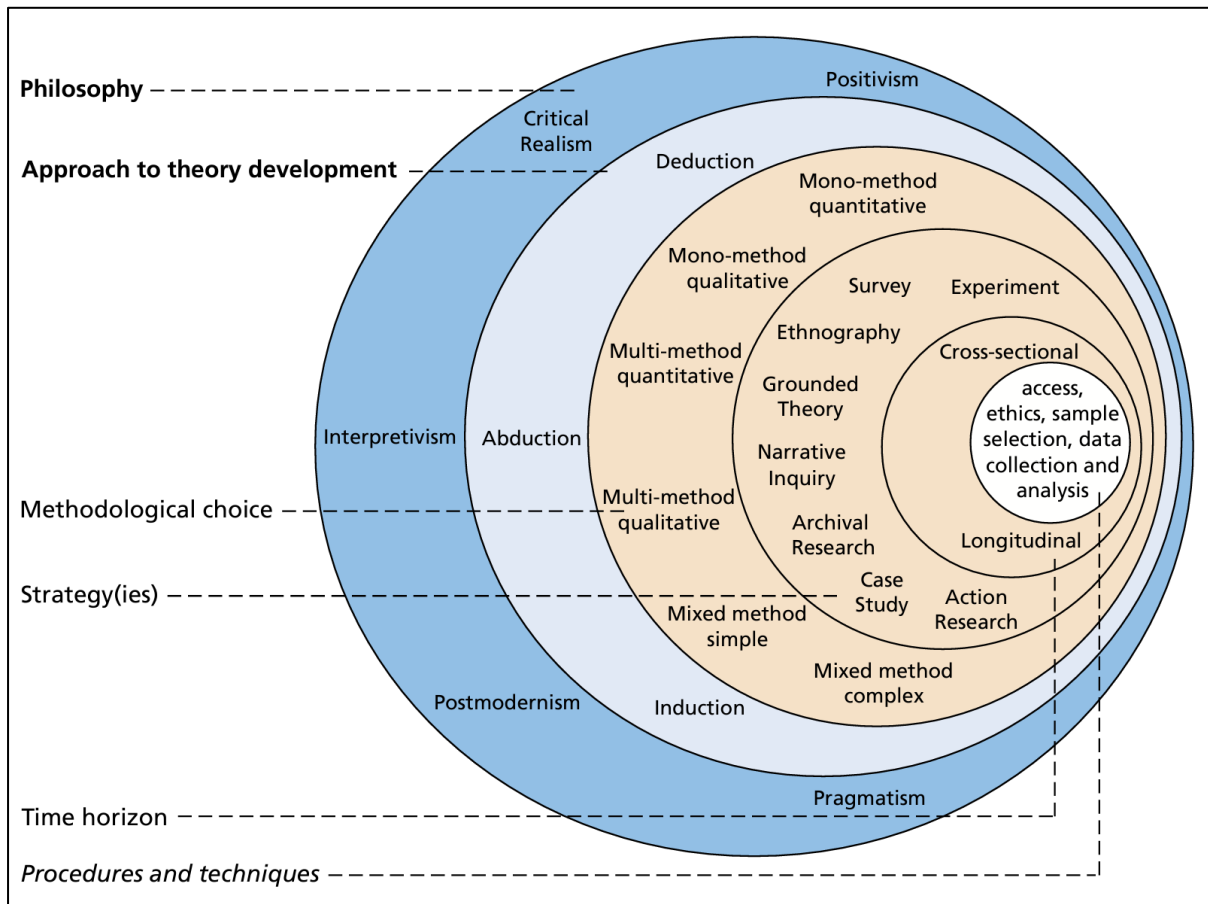 Philosophy
Approach to theory development
Methodological choice
Strategy(ies)
Time horizon
Procedures and techniques
Positivism
Critical
Realism
Interpretivism
Postmodernism
Pragmatism
Deduction
Abduction
Induction
Mono-method
quantitative
Mono-method
qualitative
Multi-method
quantitative
Multi-method
qualitative
Mixed method
simple
Mixed method
complex
Survey
Experiment
Ethnography
Grounded
Theory
Narrative
Inquiry
Archival
Research
Case
Study
Action
Research
Cross-sectional
Longitudinal
access,
ethics, sample
selection, data
collection and
analysis